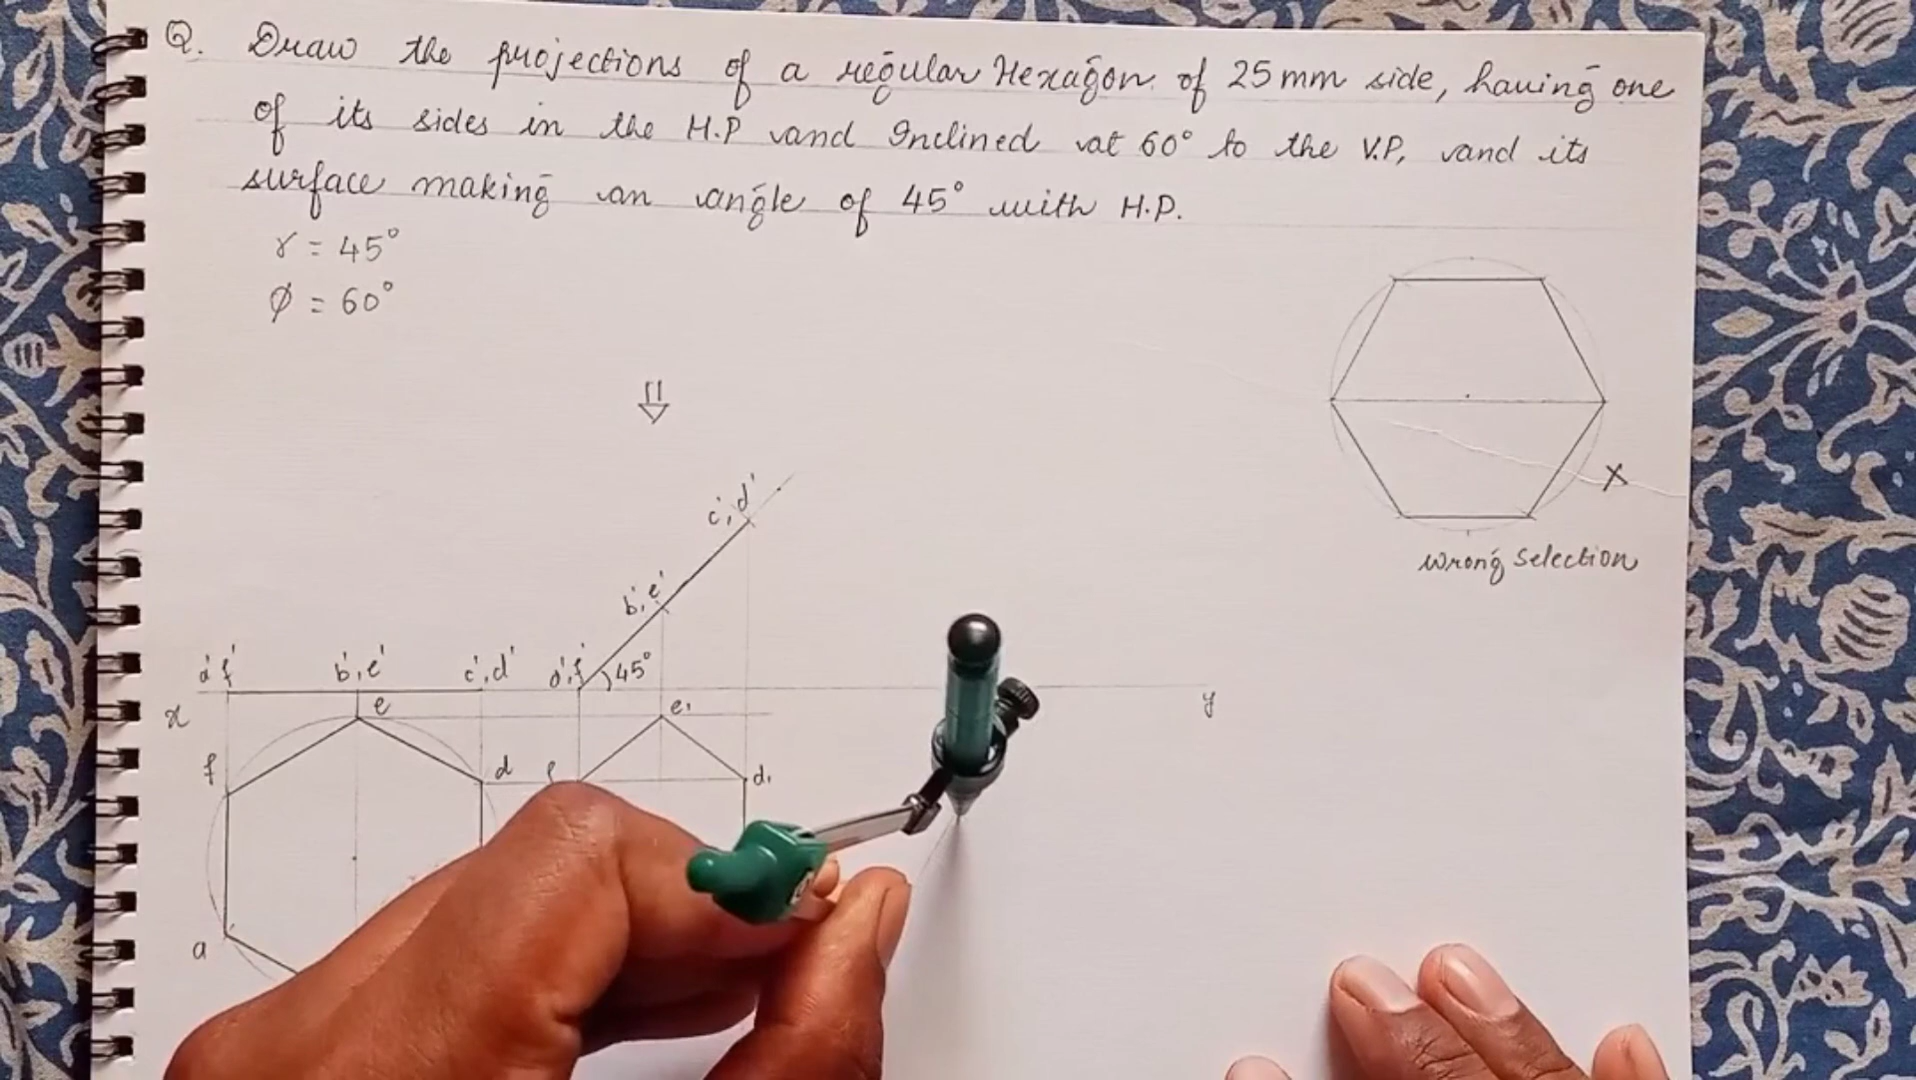 Q. Draw the projections of a regular Hexagon of 25mm side, having one
of its sides in the H.P and Inclined at 60° to the V.P, and its
surface making an angle of 45° with H.P.
γ = 45°
Ø = 60°
c', d'
b', e'
a' f'
b', e'
c', d'
a', f'
45°
x
y
e
e₁
f
d
d₁
a
X
Wrong Selection